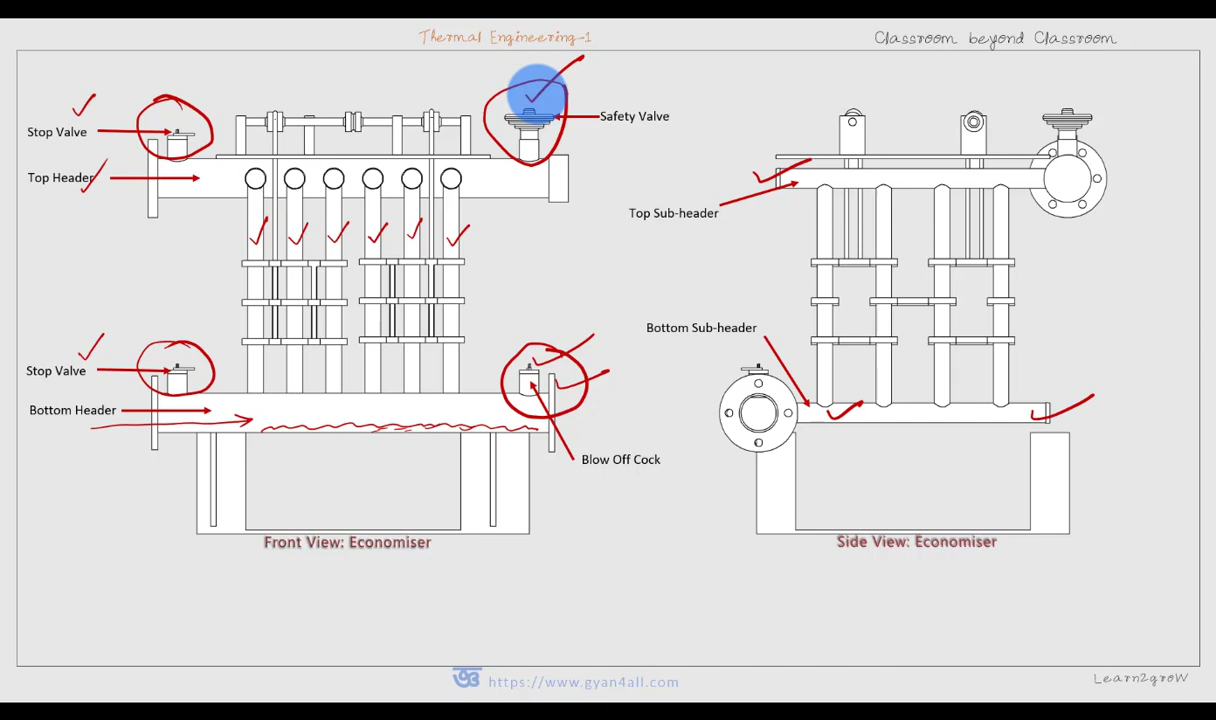 Thermal Engineering-1
Classroom beyond Classroom
Stop Valve
Safety Valve
Top Header
Top Sub-header
Bottom Sub-header
Stop Valve
Bottom Header
Blow Off Cock
Front View: Economiser
Side View: Economiser
https://www.gyan4all.com
Learn2groW